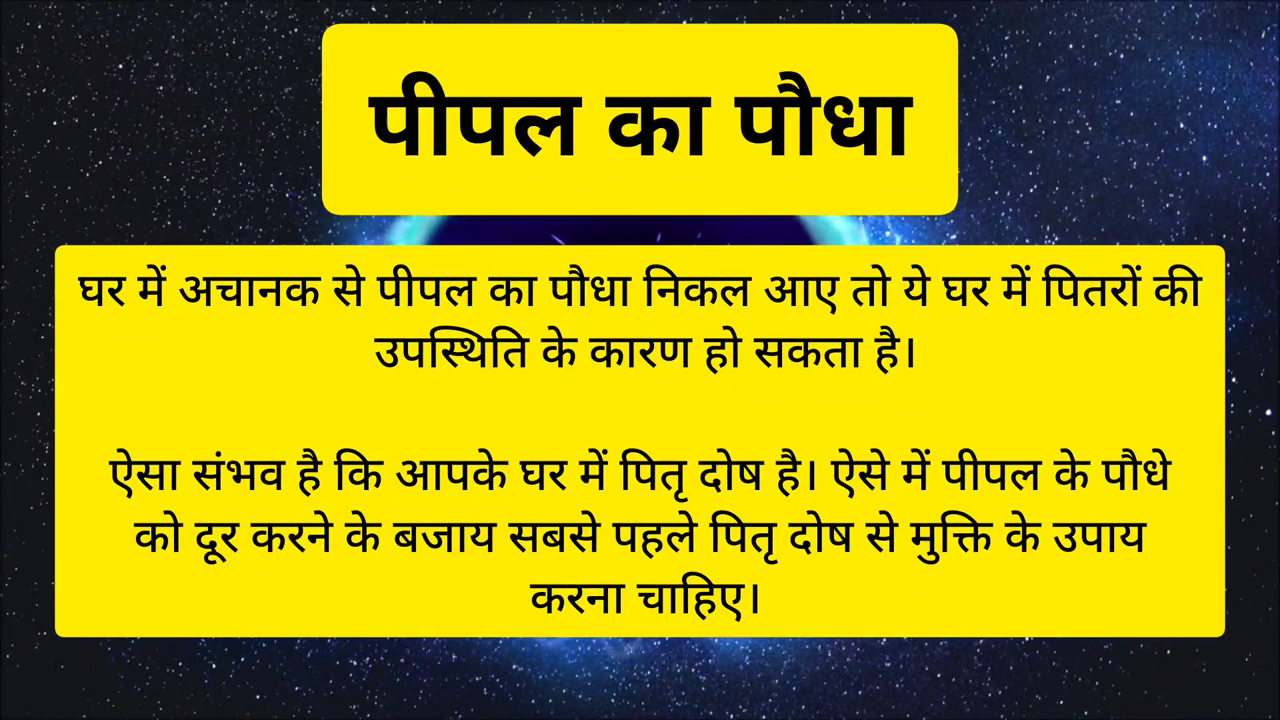 पीपल का पौधा
घर में अचानक से पीपल का पौधा निकल आए तो ये घर में पितरों की
उपस्थिति के कारण हो सकता है।
ऐसा संभव है कि आपके घर में पितृ दोष है। ऐसे में पीपल के पौधे
को दूर करने के बजाय सबसे पहले पितृ दोष से मुक्ति के उपाय
करना चाहिए।